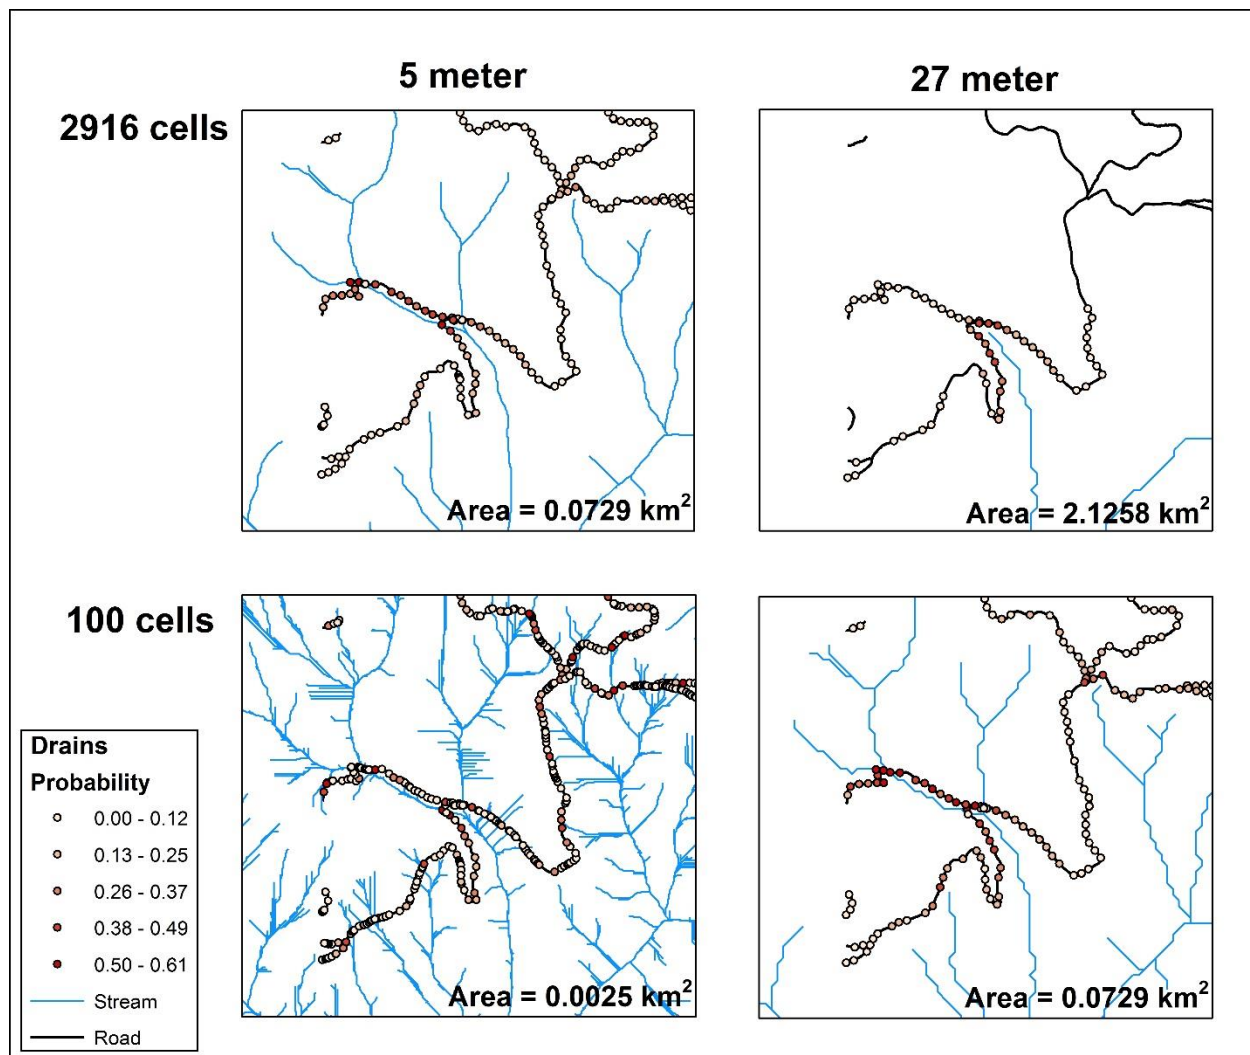 5 meter
27 meter
2916 cells
Area = 0.0729 km²
Area = 2.1258 km²
100 cells
Area = 0.0025 km²
Area = 0.0729 km²
Drains
Probability
0.00 - 0.12
0.13 - 0.25
0.26 - 0.37
0.38 - 0.49
0.50 - 0.61
Stream
Road